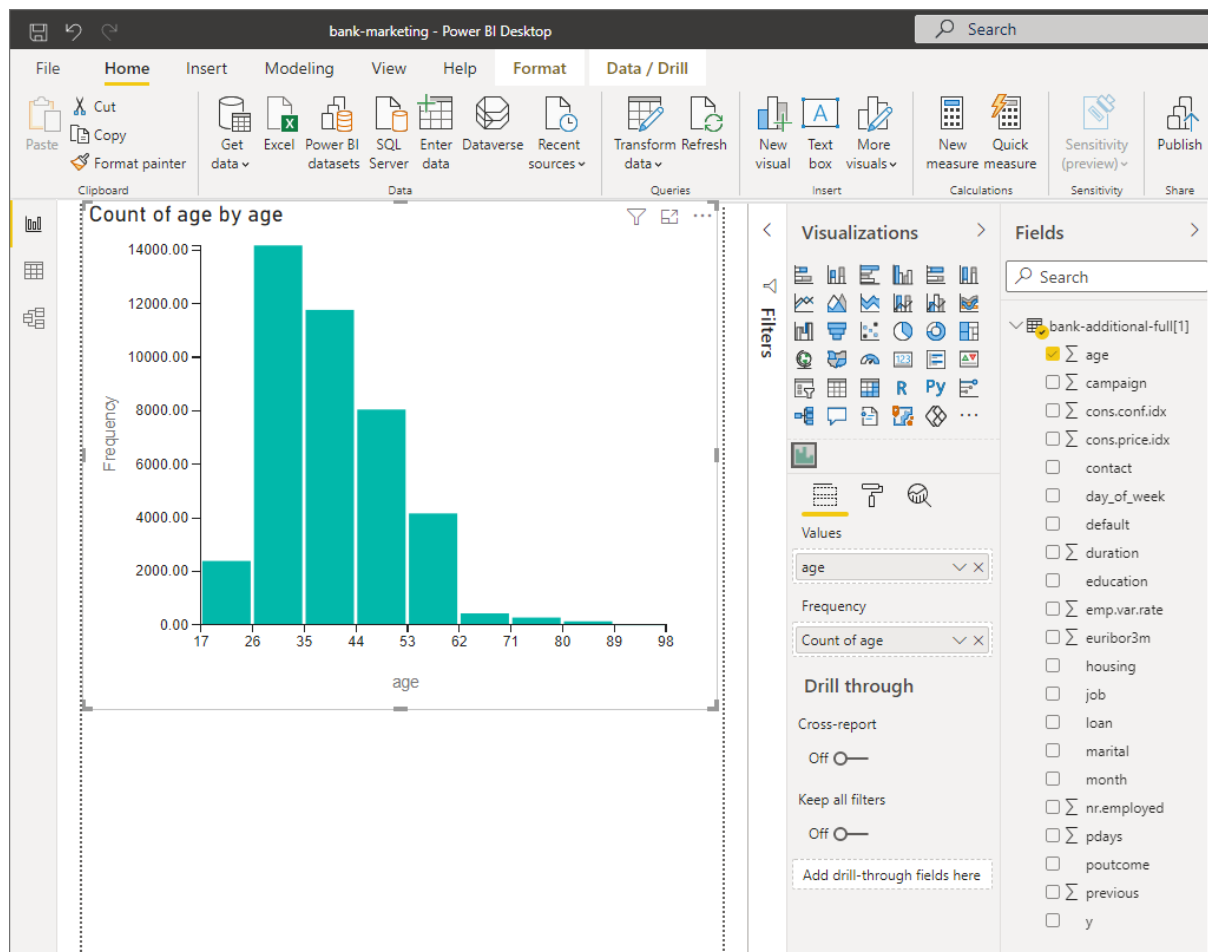 bank-marketing - Power BI Desktop
Search
File Home Insert Modeling View Help Format Data / Drill
Paste
Cut
Copy
Format painter
Clipboard
Get data
Excel
Power BI datasets
SQL Server
Enter data
Dataverse
Recent sources
Data
Transform data
Refresh
Queries
New visual
Text box
More visuals
Insert
New measure
Quick measure
Calculations
Sensitivity (preview)
Sensitivity
Publish
Share
Count of age by age
14000.00
12000.00
10000.00
8000.00
6000.00
4000.00
2000.00
0.00
Frequency
17 26 35 44 53 62 71 80 89 98
age
Filters
Visualizations
123
R
Py
Values
age
Frequency
Count of age
Drill through
Cross-report
Off
Keep all filters
Off
Add drill-through fields here
Fields
Search
bank-additional-full[1]
age
campaign
cons.conf.idx
cons.price.idx
contact
day_of_week
default
duration
education
emp.var.rate
euribor3m
housing
job
loan
marital
month
nr.employed
pdays
poutcome
previous
y